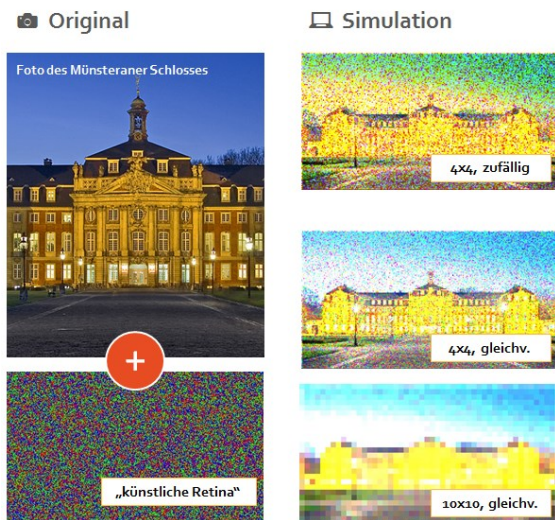 Original
Foto des Münsteraner Schlosses
+
„künstliche Retina“
Simulation
4x4, zufällig
4x4, gleichv.
10x10, gleichv.